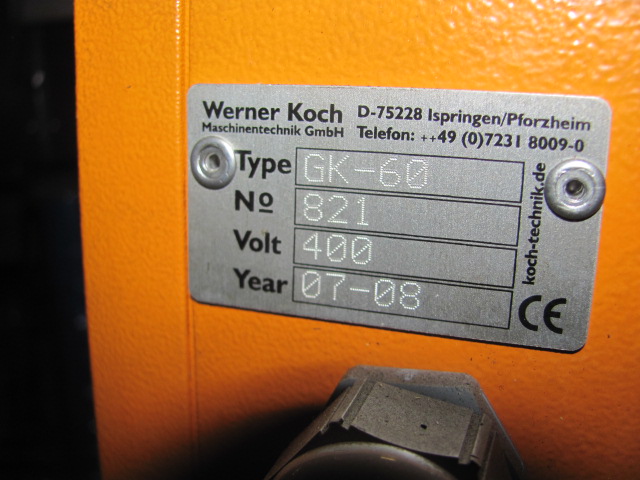 Werner Koch D-75228 Ispringen/Pforzheim
Maschinentechnik GmbH Telefon: ++49 (0)7231 8009-0
Type GK-60
Nº 821
Volt 400
Year 07-08
koch-technik.de
CE